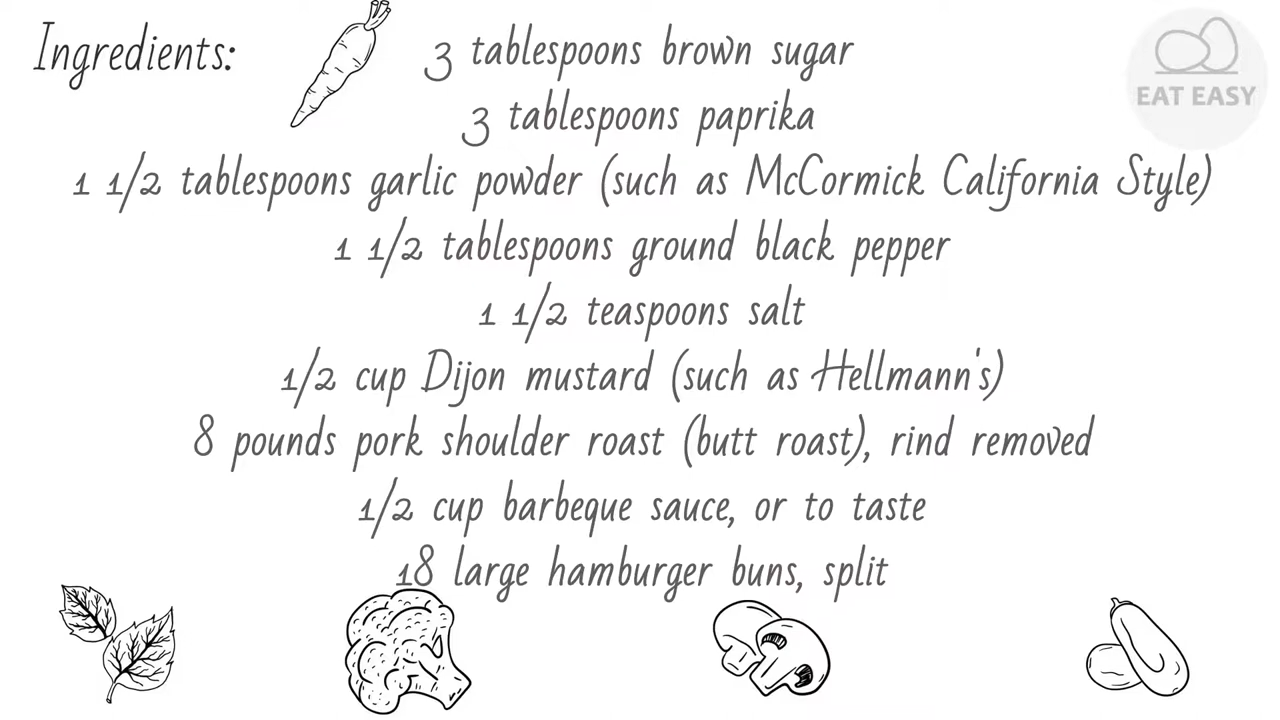 Ingredients:
3 tablespoons brown sugar
EAT EASY
3 tablespoons paprika
1 1/2 tablespoons garlic powder (such as McCormick California Style)
1 1/2 tablespoons ground black pepper
1 1/2 teaspoons salt
1/2 cup Dijon mustard (such as Hellmann's)
8 pounds pork shoulder roast (butt roast), rind removed
1/2 cup barbeque sauce, or to taste
18 large hamburger buns, split